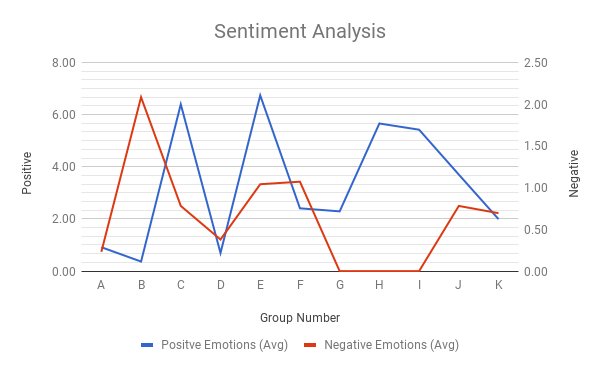 Sentiment Analysis
8.00
6.00
4.00
2.00
0.00
Positive
2.50
2.00
1.50
1.00
0.50
0.00
Negative
A B C D E F G H I J K
Group Number
Positve Emotions (Avg) Negative Emotions (Avg)